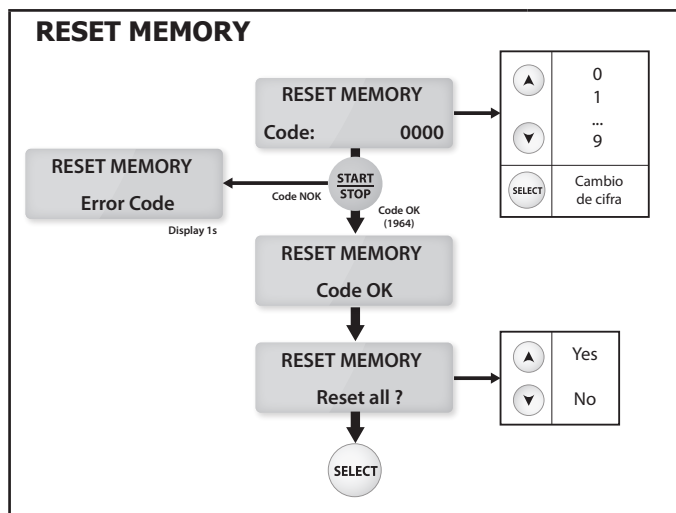 RESET MEMORY
RESET MEMORY
Code: 0000
0
1
...
9
SELECT
Cambio
de cifra
START
STOP
Code NOK
RESET MEMORY
Error Code
Display 1s
Code OK
(1964)
RESET MEMORY
Code OK
RESET MEMORY
Reset all ?
Yes
No
SELECT